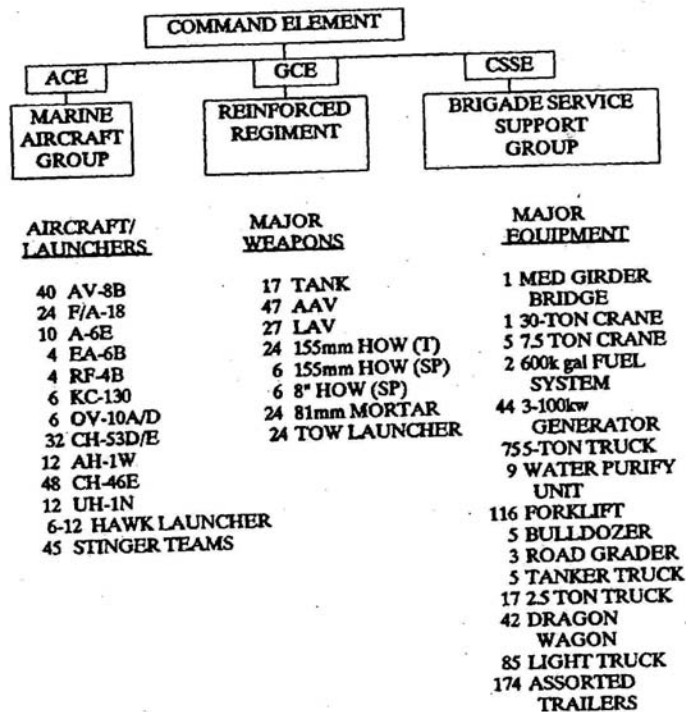 COMMAND ELEMENT
ACE
GCE
CSSE
MARINE
AIRCRAFT
GROUP
REINFORCED
REGIMENT
BRIGADE SERVICE
SUPPORT
GROUP
AIRCRAFT/
LAUNCHERS
40 AV-8B
24 F/A-18
10 A-6E
4 EA-6B
4 RF-4B
6 KC-130
6 OV-10A/D
32 CH-53D/E
12 AH-1W
48 CH-46E
12 UH-1N
6-12 HAWK LAUNCHER
45 STINGER TEAMS
MAJOR
WEAPONS
17 TANK
47 AAV
27 LAV
24 155mm HOW (T)
6 155mm HOW (SP)
6 8" HOW (SP)
24 81mm MORTAR
24 TOW LAUNCHER
MAJOR
EQUIPMENT
1 MED GIRDER
BRIDGE
1 30-TON CRANE
5 7.5 TON CRANE
2 600k gal FUEL
SYSTEM
44 3-100kw
GENERATOR
75 5-TON TRUCK
9 WATER PURIFY
UNIT
116 FORKLIFT
5 BULLDOZER
3 ROAD GRADER
5 TANKER TRUCK
17 2.5 TON TRUCK
42 DRAGON
WAGON
85 LIGHT TRUCK
174 ASSORTED
TRAILERS